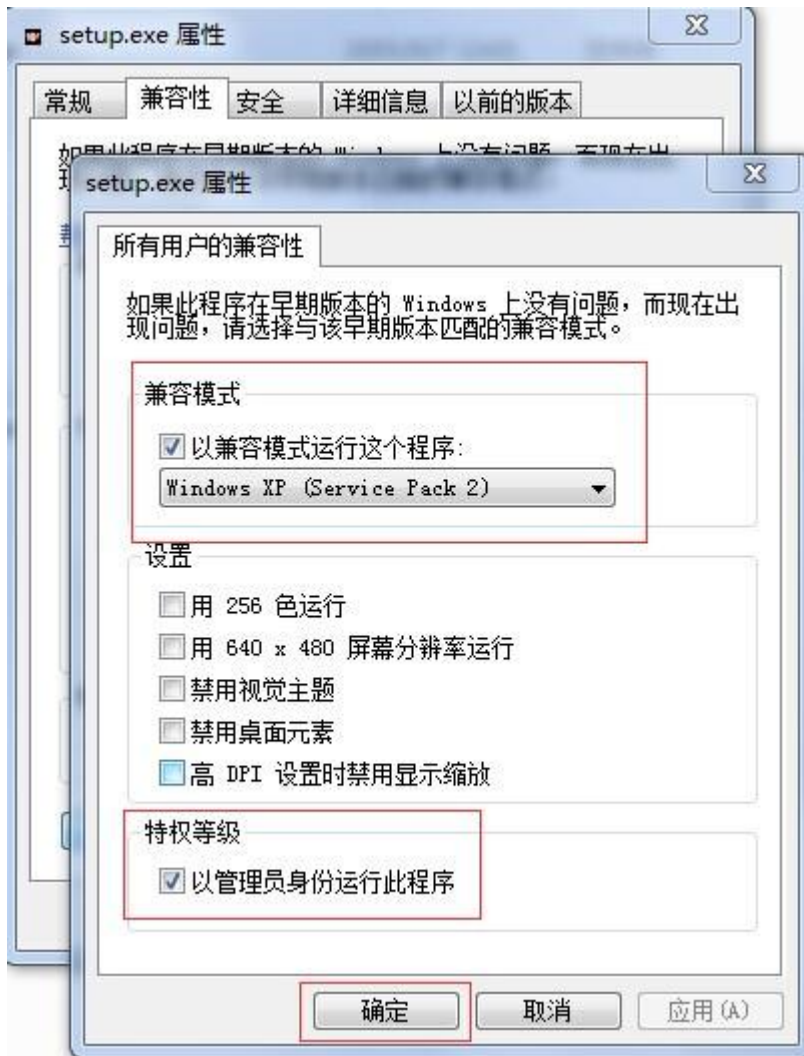 setup.exe 属性
常规
兼容性
安全
详细信息
以前的版本
setup.exe 属性
所有用户的兼容性
如果此程序在早期版本的 Windows 上没有问题，而现在出
现问题，请选择与该早期版本匹配的兼容模式。
兼容模式
以兼容模式运行这个程序:
Windows XP (Service Pack 2)
设置
用 256 色运行
用 640 x 480 屏幕分辨率运行
禁用视觉主题
禁用桌面元素
高 DPI 设置时禁用显示缩放
特权等级
以管理员身份运行此程序
确定
取消
应用(A)